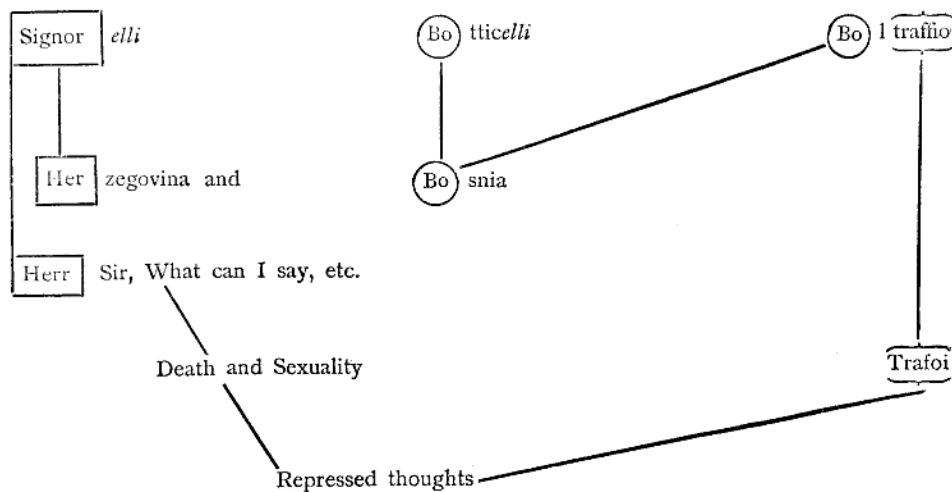 Signor elli Bo tticelli Bo l traffio
Her zegovina and Bo snia
Herr Sir, What can I say, etc.
Death and Sexuality
Trafoi
Repressed thoughts